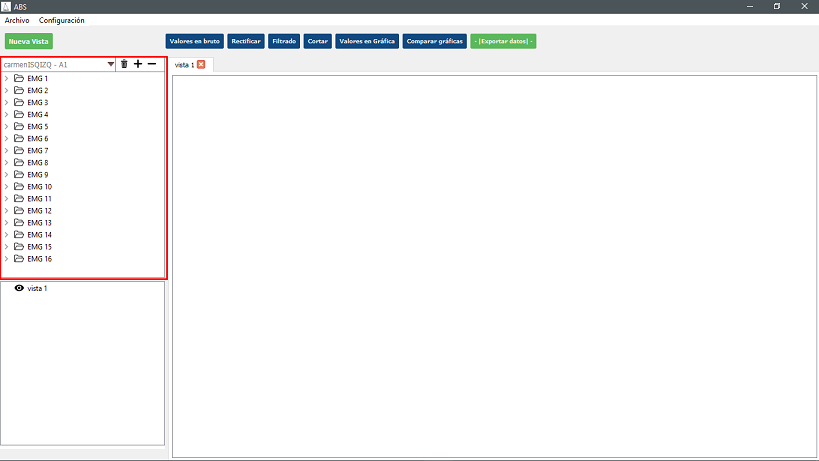 ABS
Archivo Configuración
Nueva Vista Valores en bruto Rectificar Filtrado Cortar Valores en Gráfica Comparar gráficas - |Exportar datos| -
carmenISQIZQ - A1 vista 1
EMG 1
EMG 2
EMG 3
EMG 4
EMG 5
EMG 6
EMG 7
EMG 8
EMG 9
EMG 10
EMG 11
EMG 12
EMG 13
EMG 14
EMG 15
EMG 16
vista 1